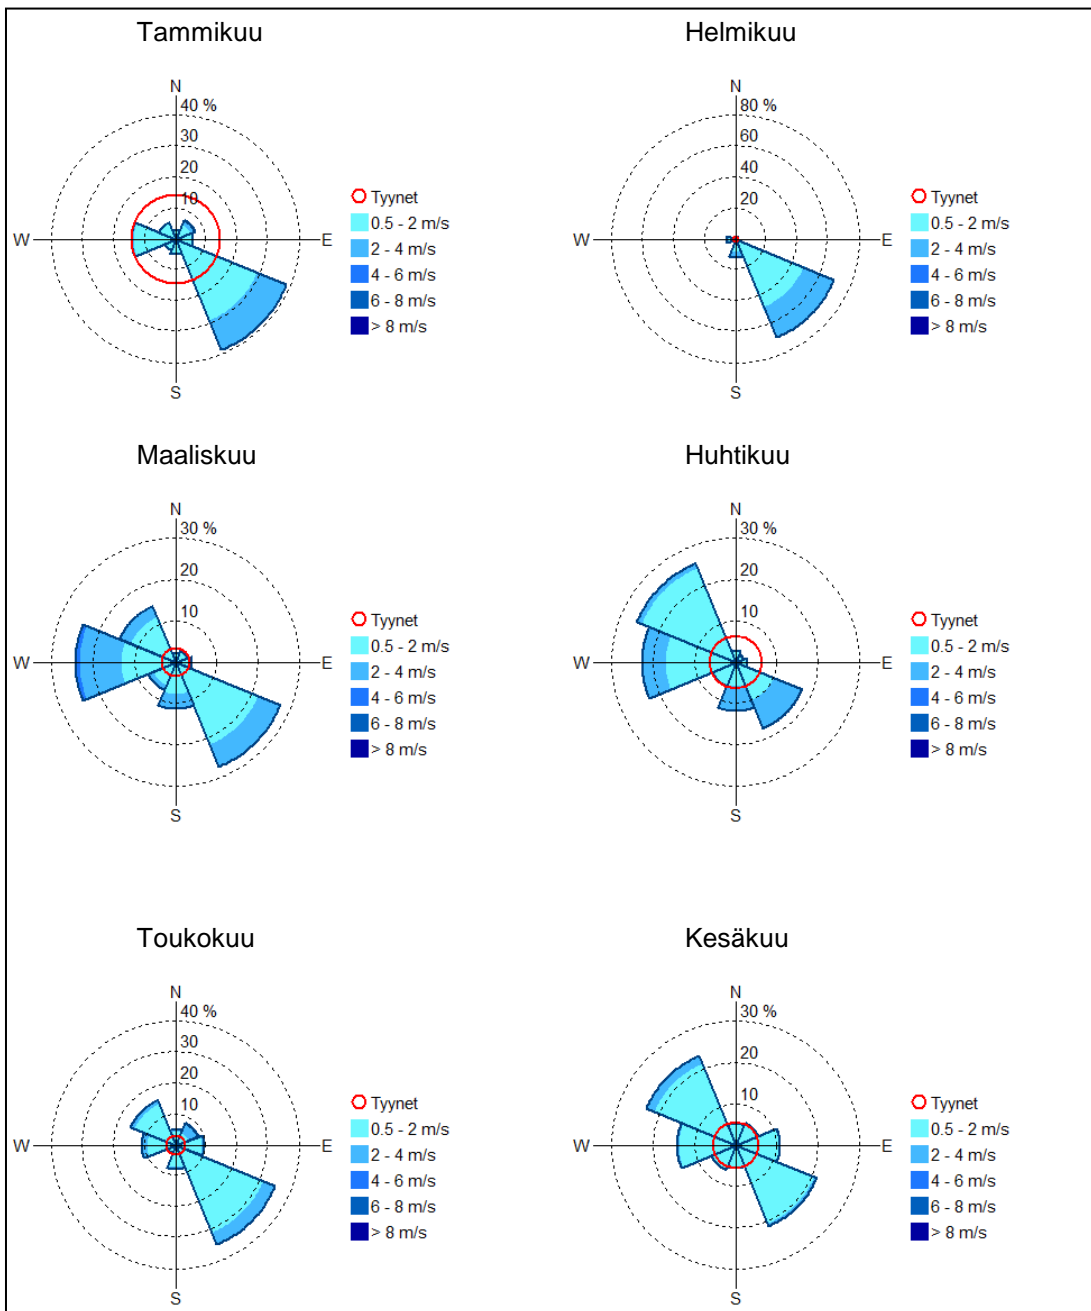 Tammikuu
N
40 %
30
20
10
W
E
S
Tyynet
0.5 - 2 m/s
2 - 4 m/s
4 - 6 m/s
6 - 8 m/s
> 8 m/s
Helmikuu
N
80 %
60
40
20
W
E
S
Tyynet
0.5 - 2 m/s
2 - 4 m/s
4 - 6 m/s
6 - 8 m/s
> 8 m/s
Maaliskuu
N
30 %
20
10
W
E
S
Tyynet
0.5 - 2 m/s
2 - 4 m/s
4 - 6 m/s
6 - 8 m/s
> 8 m/s
Huhtikuu
N
30 %
20
10
W
E
S
Tyynet
0.5 - 2 m/s
2 - 4 m/s
4 - 6 m/s
6 - 8 m/s
> 8 m/s
Toukokuu
N
40 %
30
20
10
W
E
S
Tyynet
0.5 - 2 m/s
2 - 4 m/s
4 - 6 m/s
6 - 8 m/s
> 8 m/s
Kesäkuu
N
30 %
20
10
W
E
S
Tyynet
0.5 - 2 m/s
2 - 4 m/s
4 - 6 m/s
6 - 8 m/s
> 8 m/s